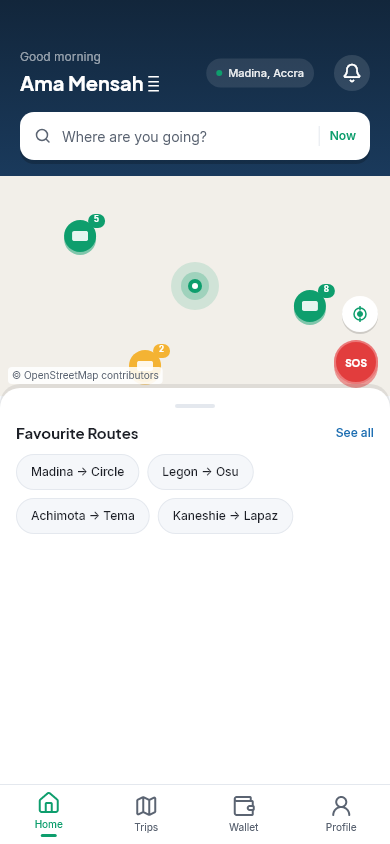 Good morning
Ama Mensah
Madina, Accra
Where are you going?
Now
5
8
2
SOS
© OpenStreetMap contributors
Favourite Routes
See all
Madina → Circle
Legon → Osu
Achimota → Tema
Kaneshie → Lapaz
Home
Trips
Wallet
Profile